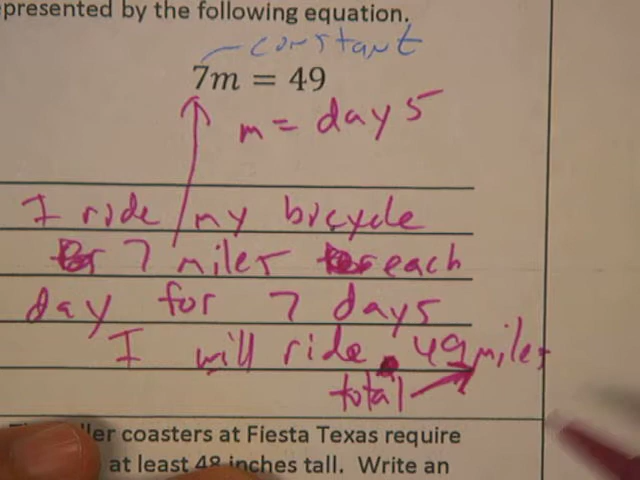 presented by the following equation.
constant
7m = 49
m = days
I ride my bicycle
7 miles each
day for 7 days
I will ride 49 miles
total
ller coasters at Fiesta Texas require
at least 48 inches tall. Write an